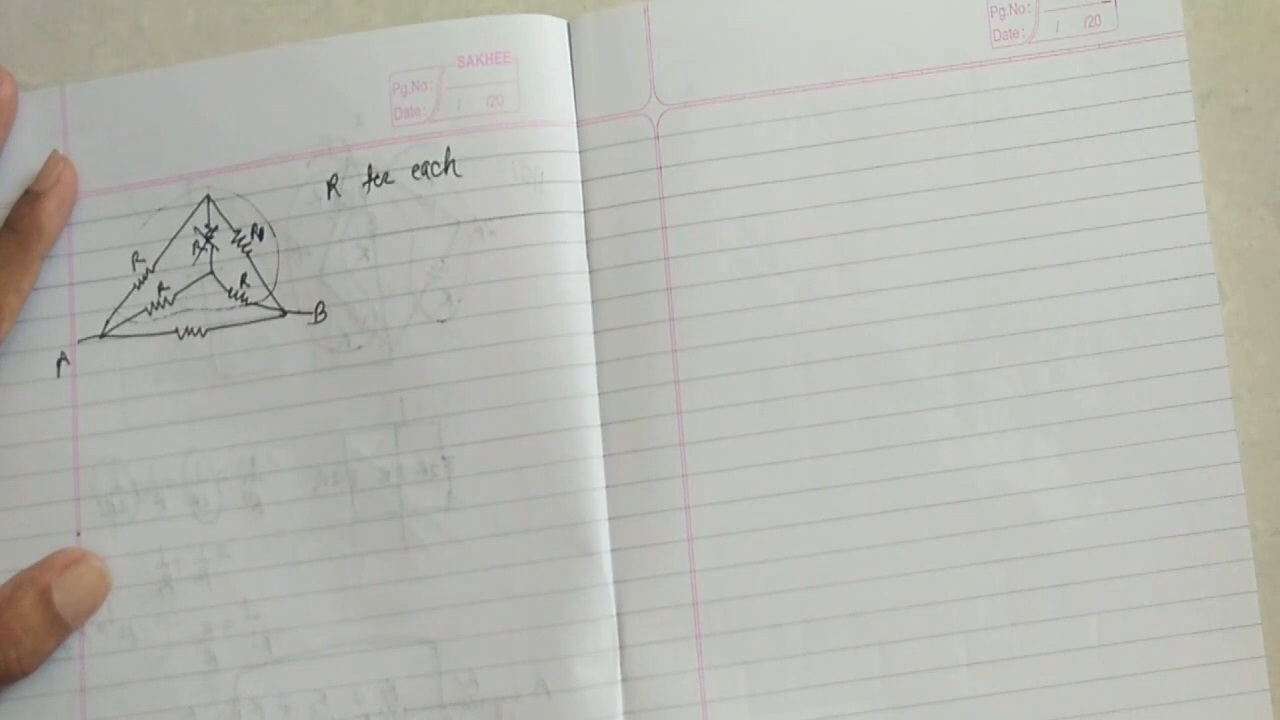 SAKHEE
Pg.No:
Date: / /20
Pg.No:
Date: / /20
R for each
R
R
R
R
R
A
B